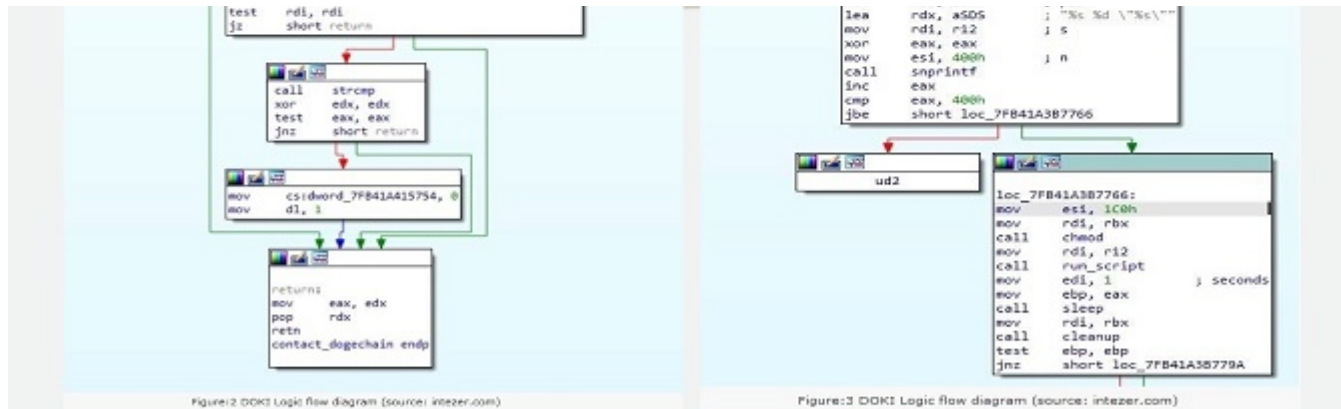 test rdi, rdi
jz short return
call strcmp
xor edx, edx
test eax, eax
jnz short return
mov cs:dword_7FB41A415754, 0
mov dl, 1
return:
mov eax, edx
pop rdx
retn
contact_dogechain endp
Figure:2 DOKI Logic flow diagram (source: intezer.com)
lea rdx, aSDS ; "%s %d \"%s\""
mov rdi, r12 ; s
xor eax, eax
mov esi, 400h ; n
call snprintf
inc eax
cmp eax, 400h
jbe short loc_7FB41A3B7766
ud2
loc_7FB41A3B7766:
mov esi, 1C0h
mov rdi, rbx
call chmod
mov rdi, r12
call run_script
mov edi, 1 ; seconds
mov ebp, eax
call sleep
mov rdi, rbx
call cleanup
test ebp, ebp
jnz short loc_7FB41A3B779A
Figure:3 DOKI Logic flow diagram (source: intezer.com)